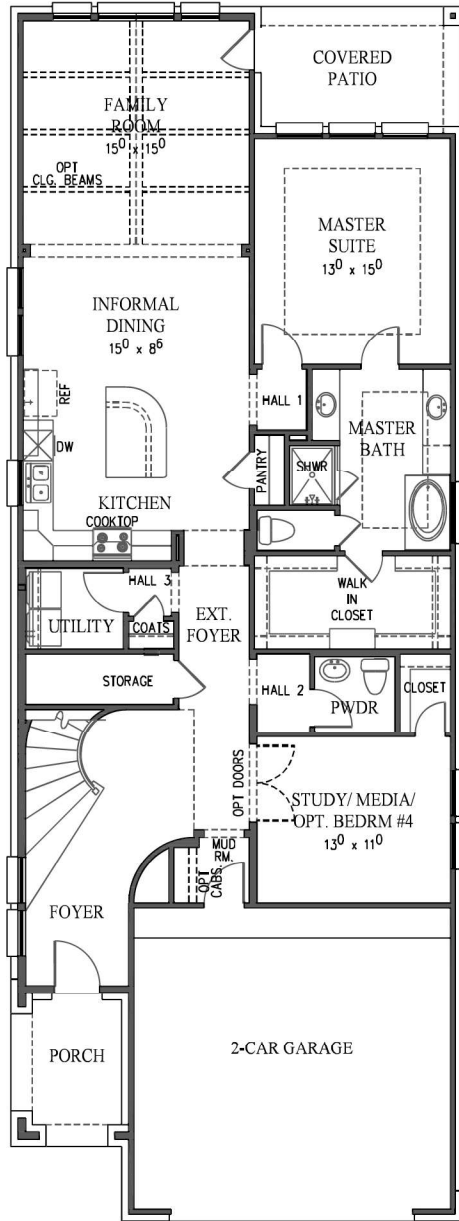 COVERED
PATIO
FAMILY
ROOM
15⁰ x 15⁰
OPT
CLG. BEAMS
MASTER
SUITE
13⁰ x 15⁰
INFORMAL
DINING
15⁰ x 8⁶
REF
DW
HALL 1
MASTER
BATH
PANTRY
SHWR
KITCHEN
COOKTOP
HALL 3
UTILITY
COATS
EXT.
FOYER
WALK
IN
CLOSET
STORAGE
HALL 2
PWDR
CLOSET
OPT DOORS
STUDY/ MEDIA/
OPT. BEDRM #4
13⁰ x 11⁰
MUD
RM.
OPT
CABS.
FOYER
PORCH
2-CAR GARAGE